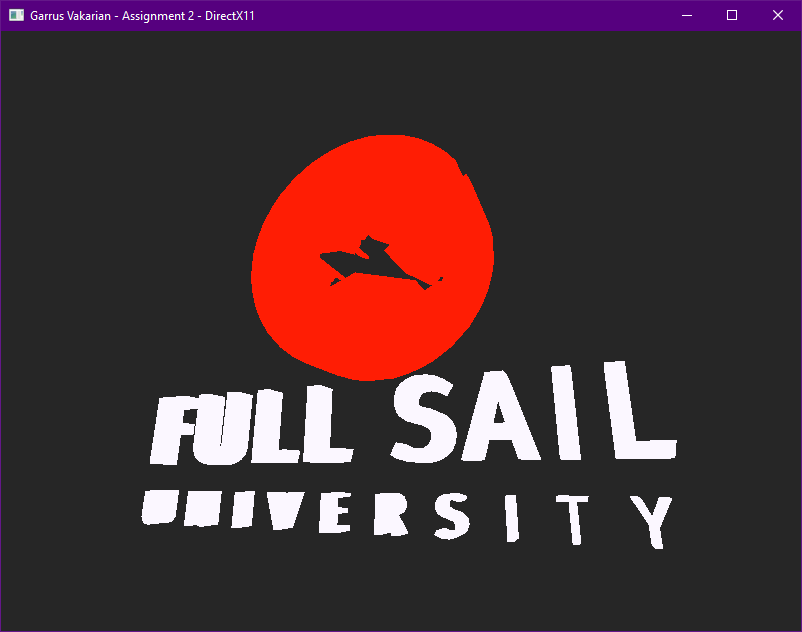 Garrus Vakarian - Assignment 2 - DirectX11
FULL SAIL
UNIVERSITY